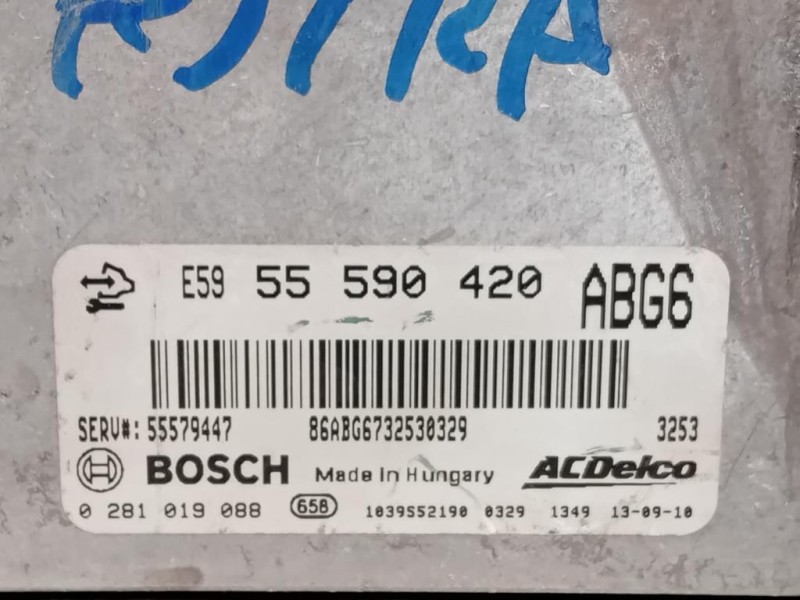 ASTRA
E59 55 590 420 ABG6
SERV#: 55579447 86ABG6732530329 3253
BOSCH Made In Hungary ACDelco
0 281 019 088 658 1039S52190 0329 1349 13-09-10